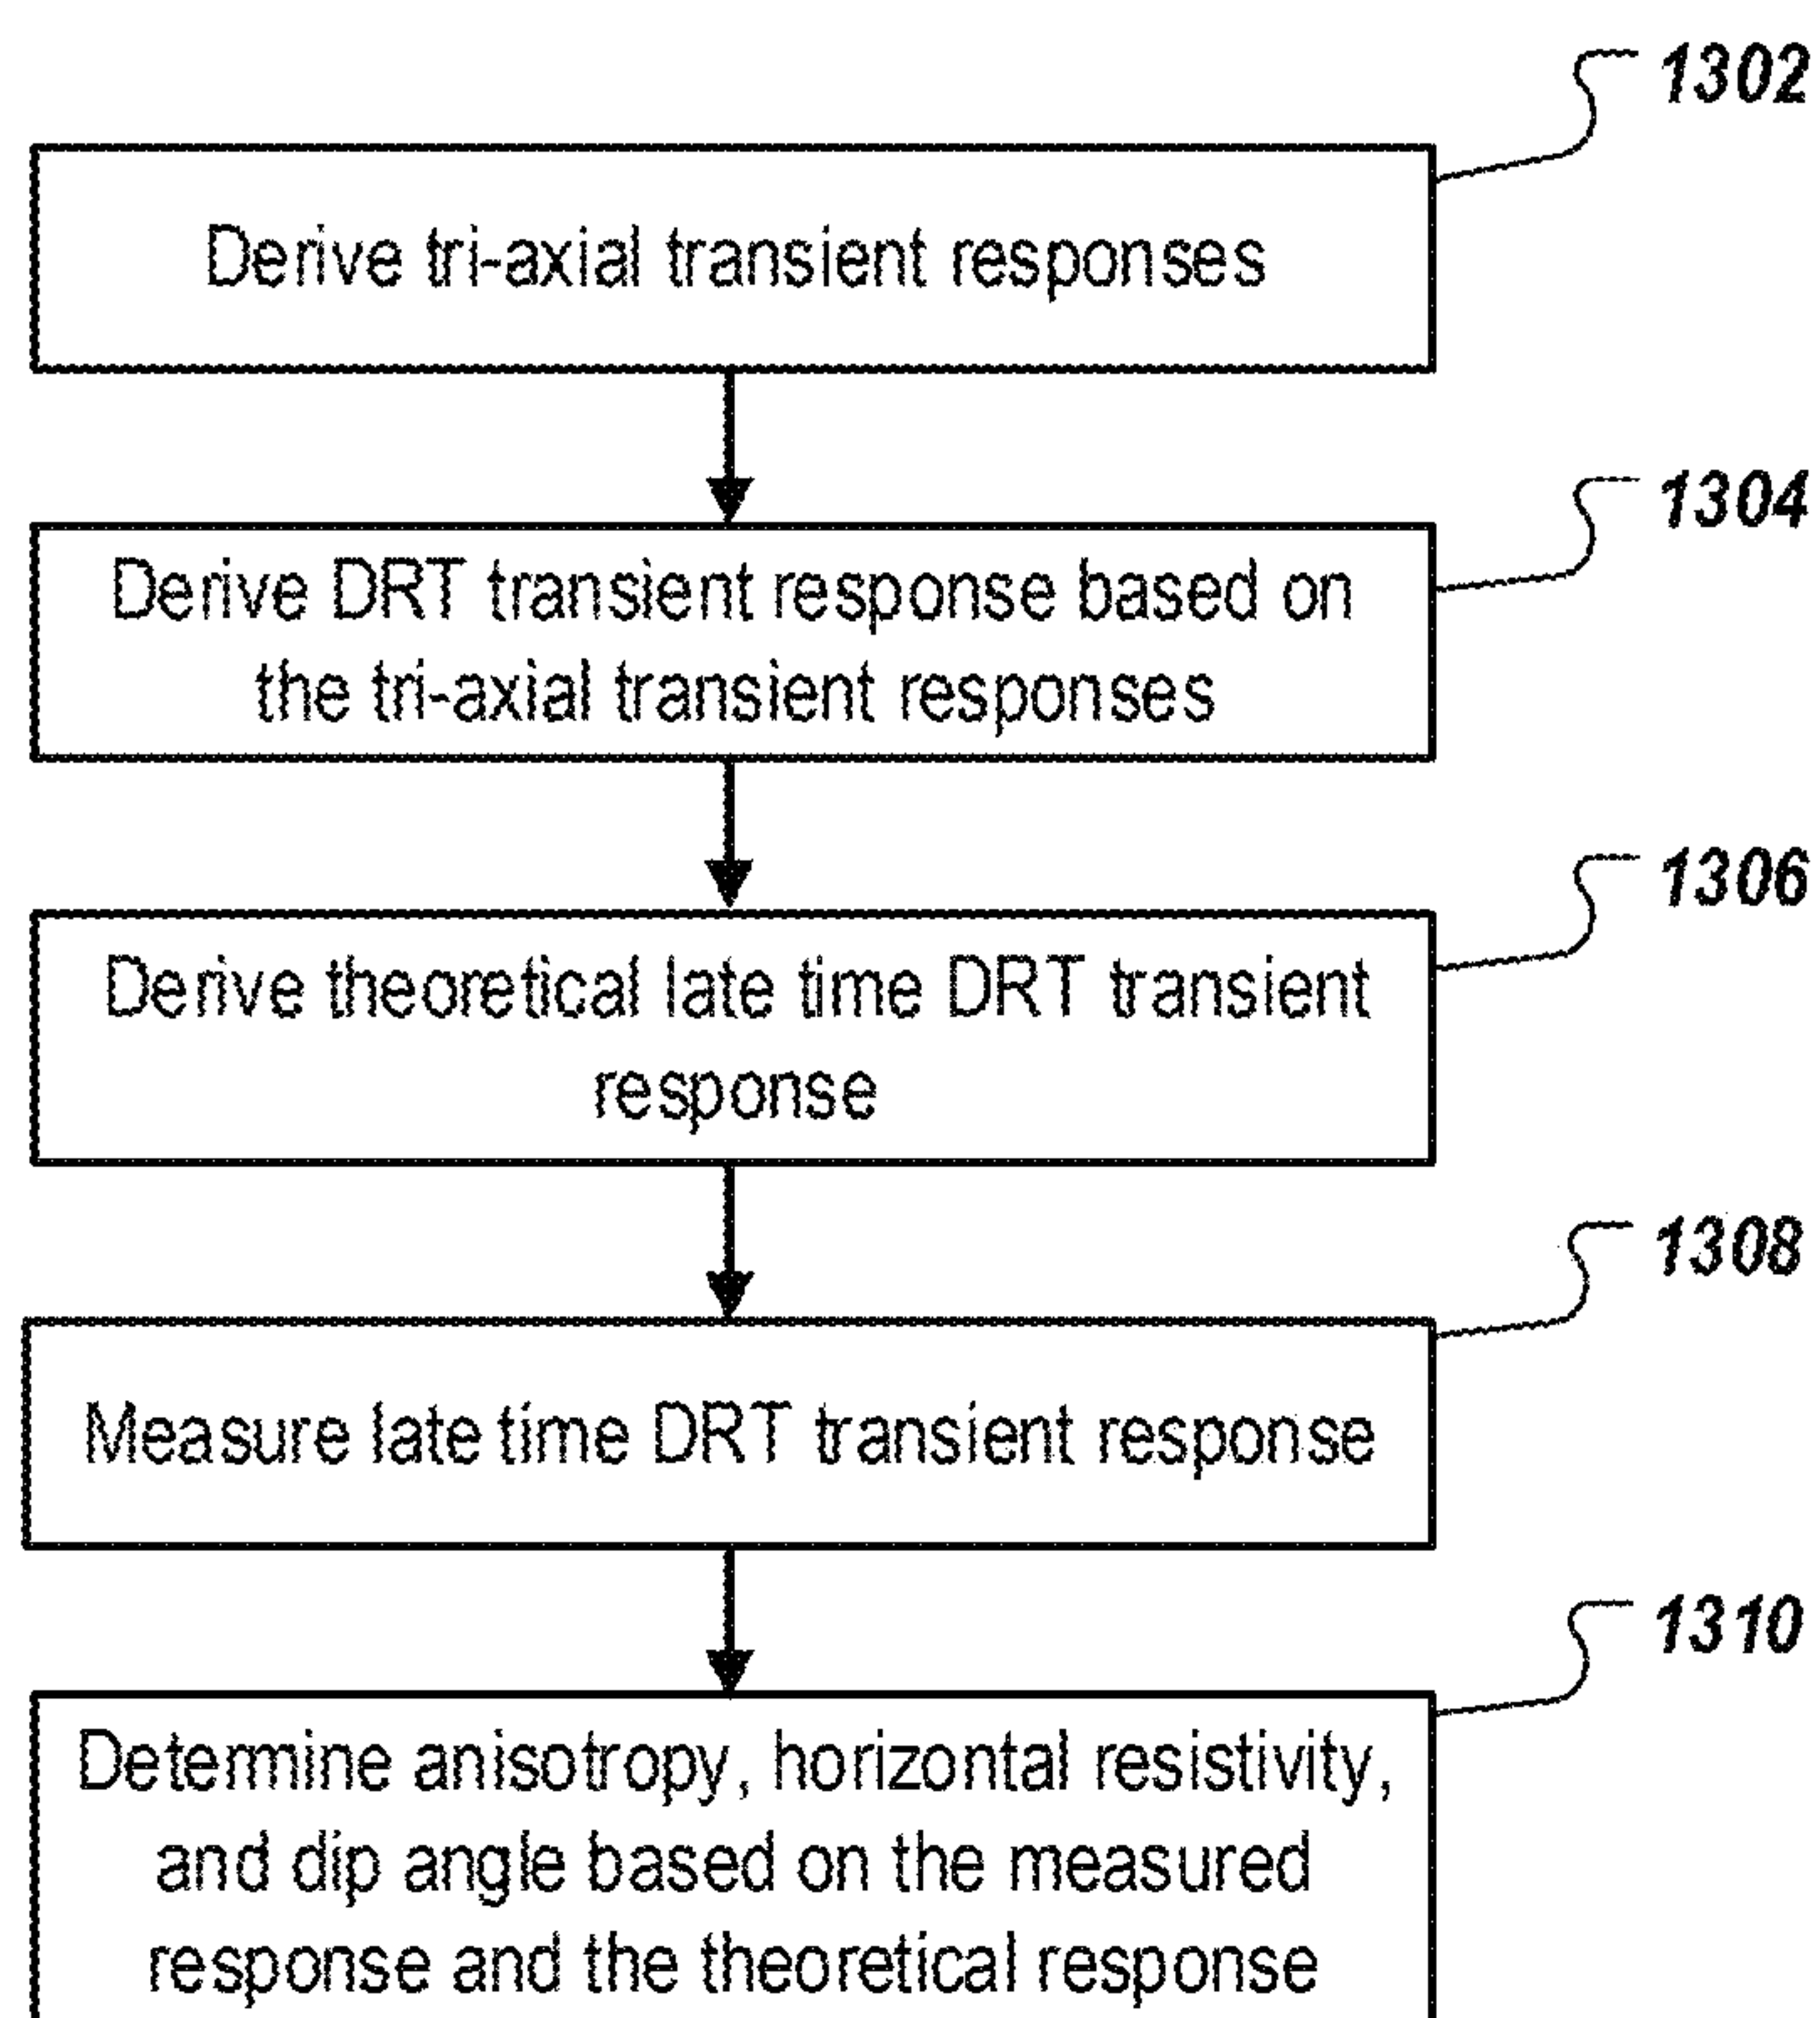 1302
Derive tri-axial transient responses
1304
Derive DRT transient response based on
the tri-axial transient responses
1306
Derive theoretical late time DRT transient
response
1308
Measure late time DRT transient response
1310
Determine anisotropy, horizontal resistivity,
and dip angle based on the measured
response and the theoretical response